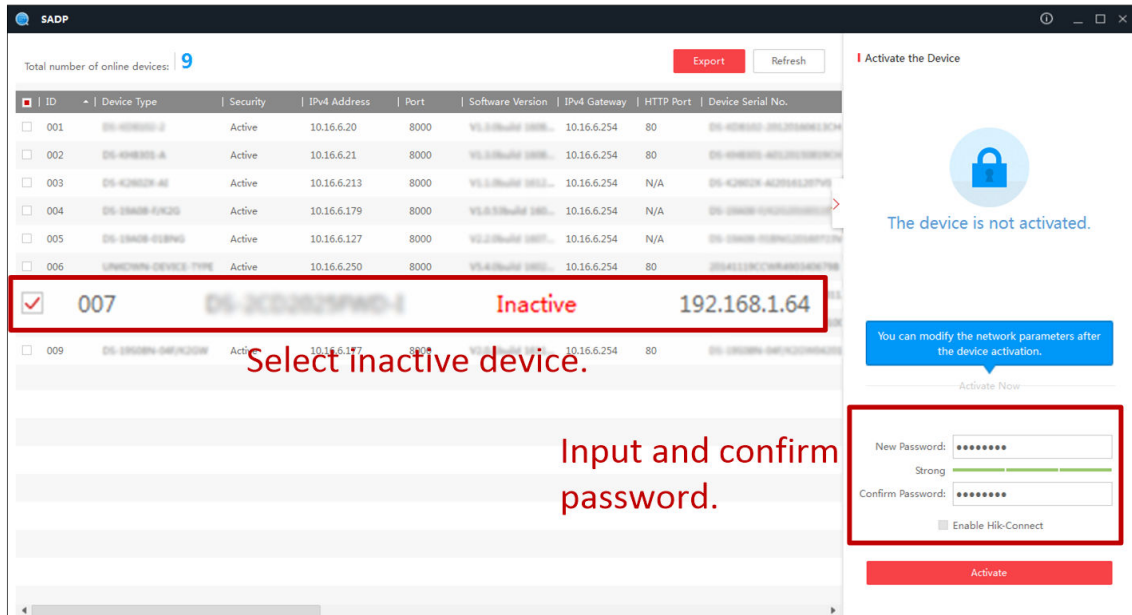 SADP
Total number of online devices: 9
Export
Refresh
Activate the Device
ID | Device Type | Security | IPv4 Address | Port | Software Version | IPv4 Gateway | HTTP Port | Device Serial No.
001 Active 10.16.6.20 8000 10.16.6.254 80
002 Active 10.16.6.21 8000 10.16.6.254 80
003 Active 10.16.6.213 8000 10.16.6.254 N/A
004 Active 10.16.6.179 8000 10.16.6.254 N/A
005 Active 10.16.6.127 8000 10.16.6.254 N/A
006 Active 10.16.6.250 8000 10.16.6.254 80
007 Inactive 192.168.1.64
009 Active 8000 10.16.6.254 80
Select inactive device.
Input and confirm
password.
The device is not activated.
You can modify the network parameters after
the device activation.
Activate Now
New Password: ••••••••
Strong
Confirm Password: ••••••••
Enable Hik-Connect
Activate